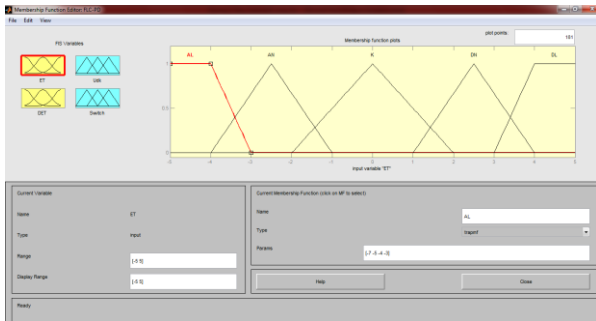 Membership Function Editor: FLC-PD
File Edit View
FIS Variables
Membership function plots
plot points:
181
ET
DET
Switch
AL
K
DN
DL
1
0.5
0
-5 -4 -3 -2 -1 0 1 2 3 4 5
input variable "ET"
Current Variable
Name
ET
Type
input
Range
[-5 5]
Display Range
[-5 5]
Current Membership Function (click on MF to select)
Name
AL
Type
trapmf
Params
[-7 -5 -4 -3]
Help
Close
Ready